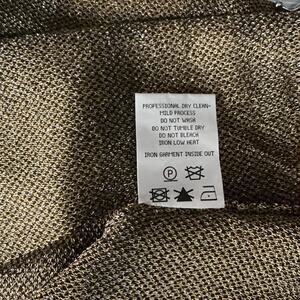 PROFESSIONAL DRY CLEAN-
MILD PROCESS
DO NOT WASH
DO NOT TUMBLE DRY
DO NOT BLEACH
IRON LOW HEAT
IRON GARMENT INSIDE OUT
P